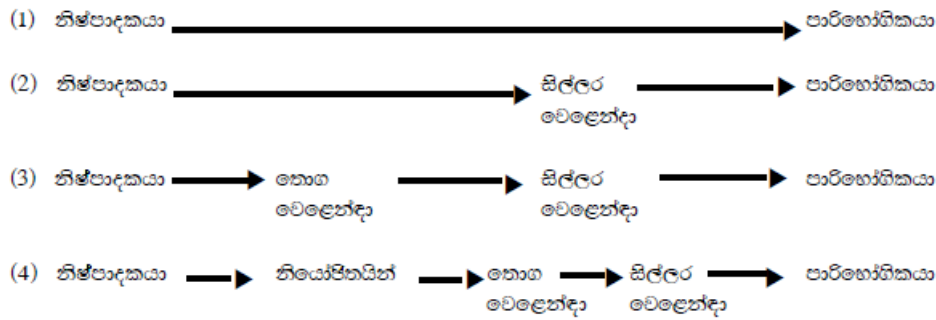 (1) නිෂ්පාදකයා පාරිභෝගිකයා
(2) නිෂ්පාදකයා සිල්ලර පාරිභෝගිකයා
වෙළෙන්දා
(3) නිෂ්පාදකයා තොග සිල්ලර පාරිභෝගිකයා
වෙළෙන්ඳා වෙළෙන්ඳා
(4) නිෂ්පාදකයා නියෝජිතයින් තොග සිල්ලර පාරිභෝගිකයා
වෙළෙන්ඳා වෙළෙන්ඳා